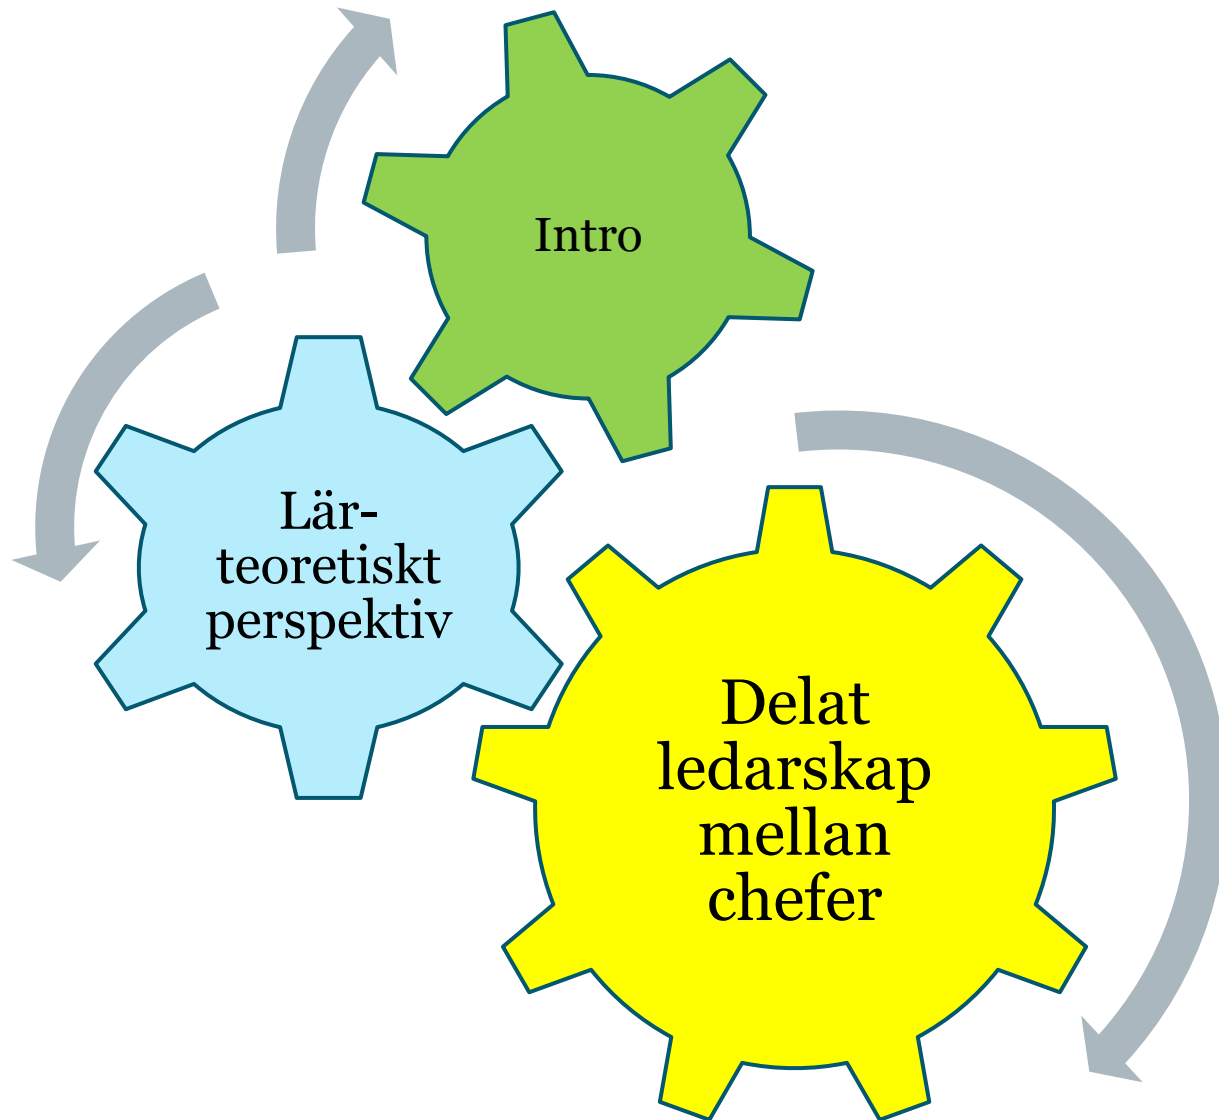 Intro
Lär-
teoretiskt
perspektiv
Delat
ledarskap
mellan
chefer